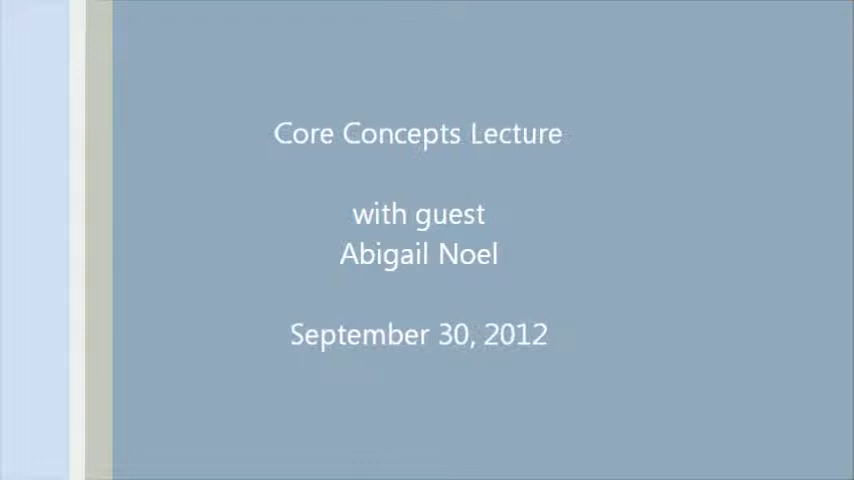 Core Concepts Lecture
with guest
Abigail Noel
September 30, 2012